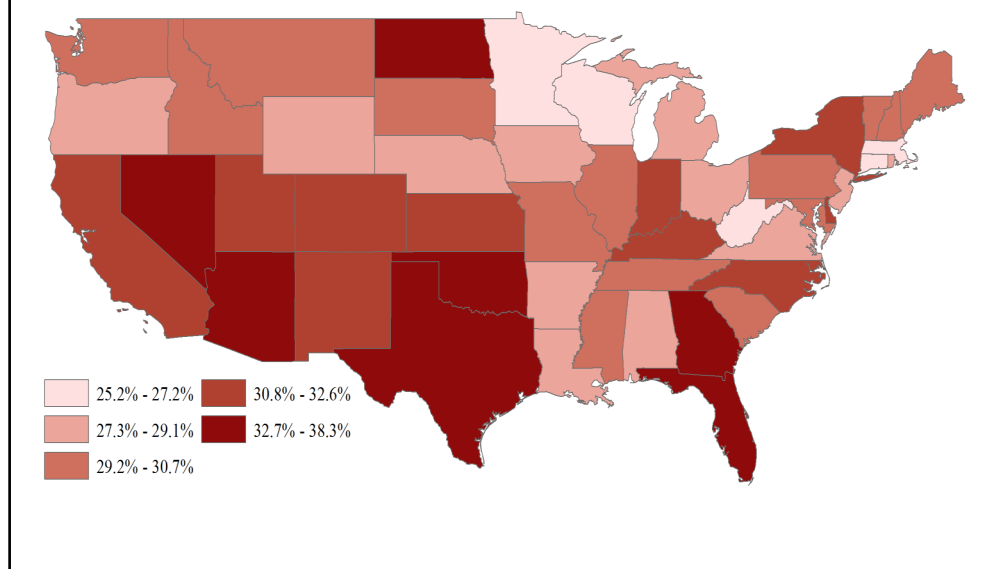 25.2% - 27.2%
30.8% - 32.6%
27.3% - 29.1%
32.7% - 38.3%
29.2% - 30.7%